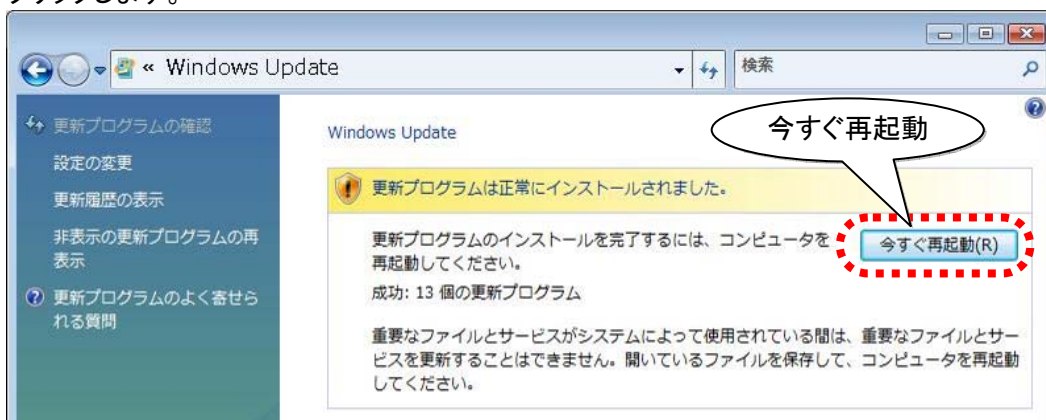 クリックします。
« Windows Update
検索
更新プログラムの確認
設定の変更
更新履歴の表示
非表示の更新プログラムの再
表示
更新プログラムのよく寄せら
れる質問
Windows Update
今すぐ再起動
更新プログラムは正常にインストールされました。
更新プログラムのインストールを完了するには、コンピュータを
再起動してください。
今すぐ再起動(R)
成功: 13 個の更新プログラム
重要なファイルとサービスがシステムによって使用されている間は、重要なファイルとサー
ビスを更新することはできません。開いているファイルを保存して、コンピュータを再起動
してください。